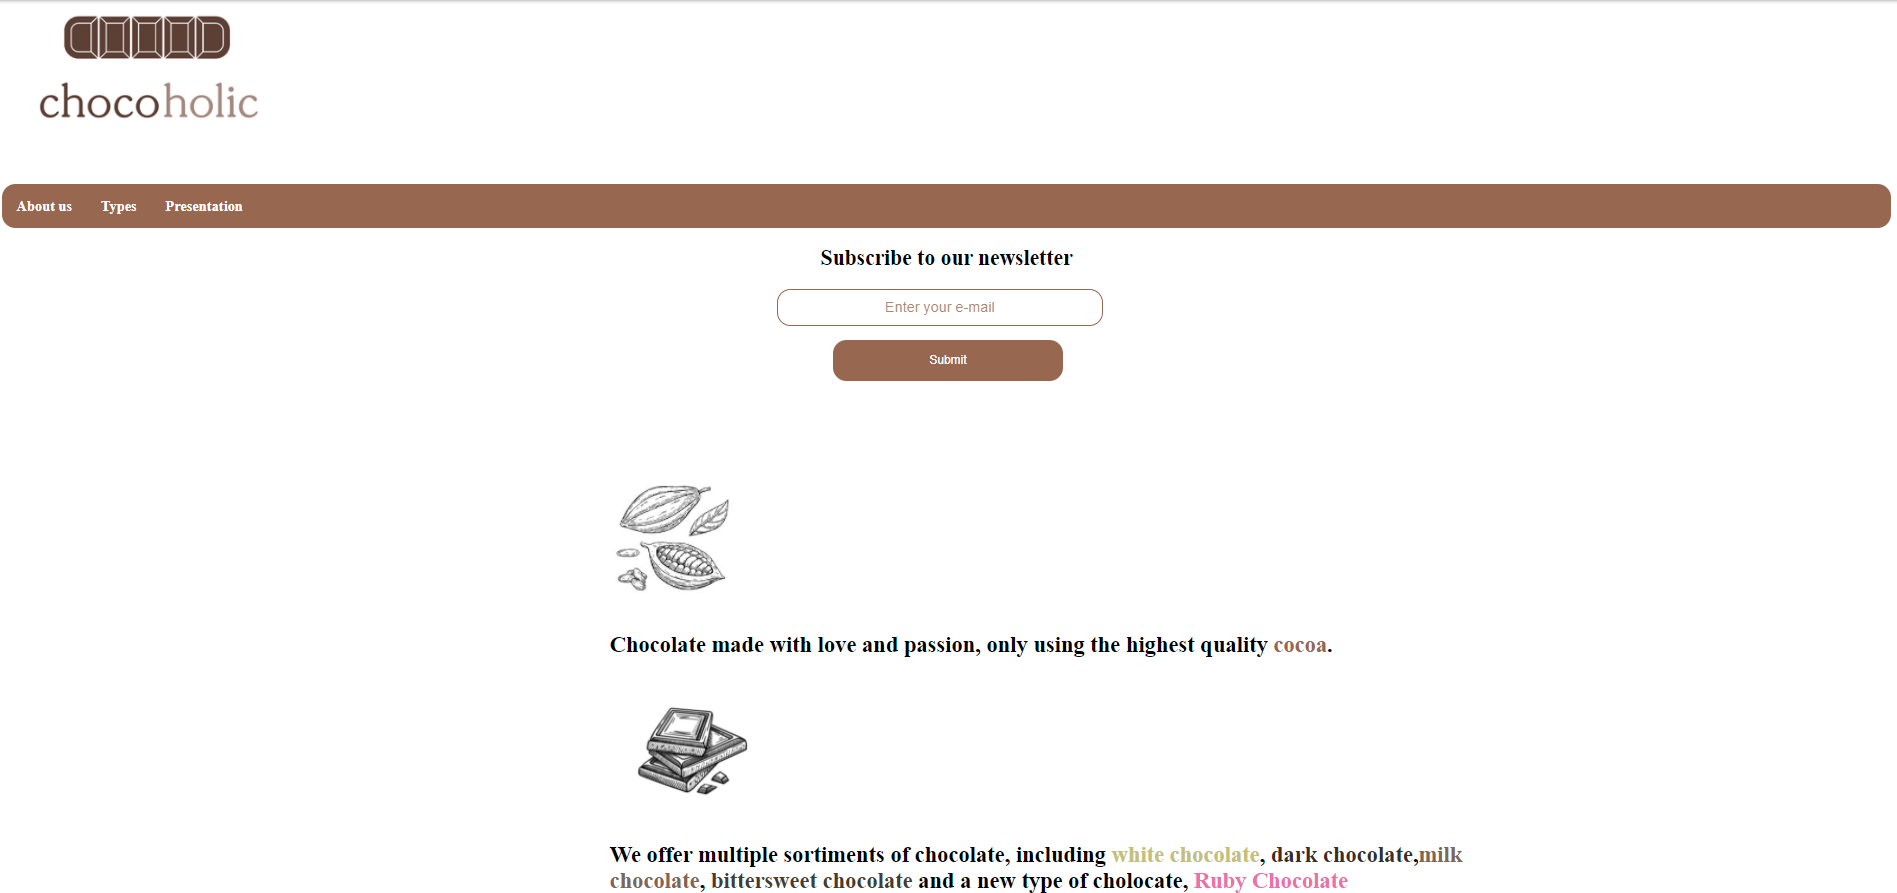 chocoholic
About us Types Presentation
Subscribe to our newsletter
Enter your e-mail
Submit
Chocolate made with love and passion, only using the highest quality cocoa.
We offer multiple sortiments of chocolate, including white chocolate, dark chocolate,milk
chocolate, bittersweet chocolate and a new type of cholocate, Ruby Chocolate